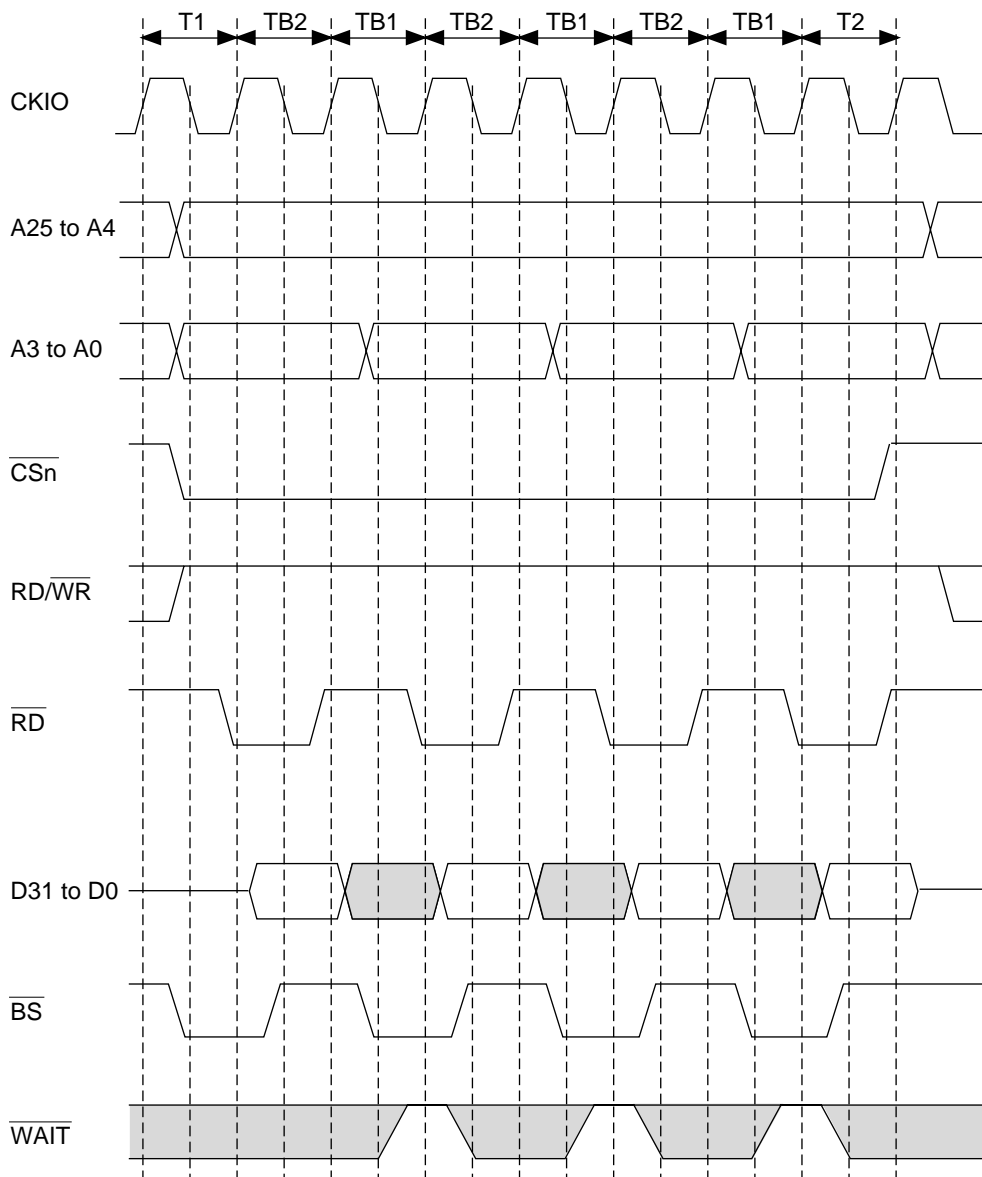 T1 TB2 TB1 TB2 TB1 TB2 TB1 T2
CKIO
A25 to A4
A3 to A0
CSn
RD/WR
RD
D31 to D0
BS
WAIT